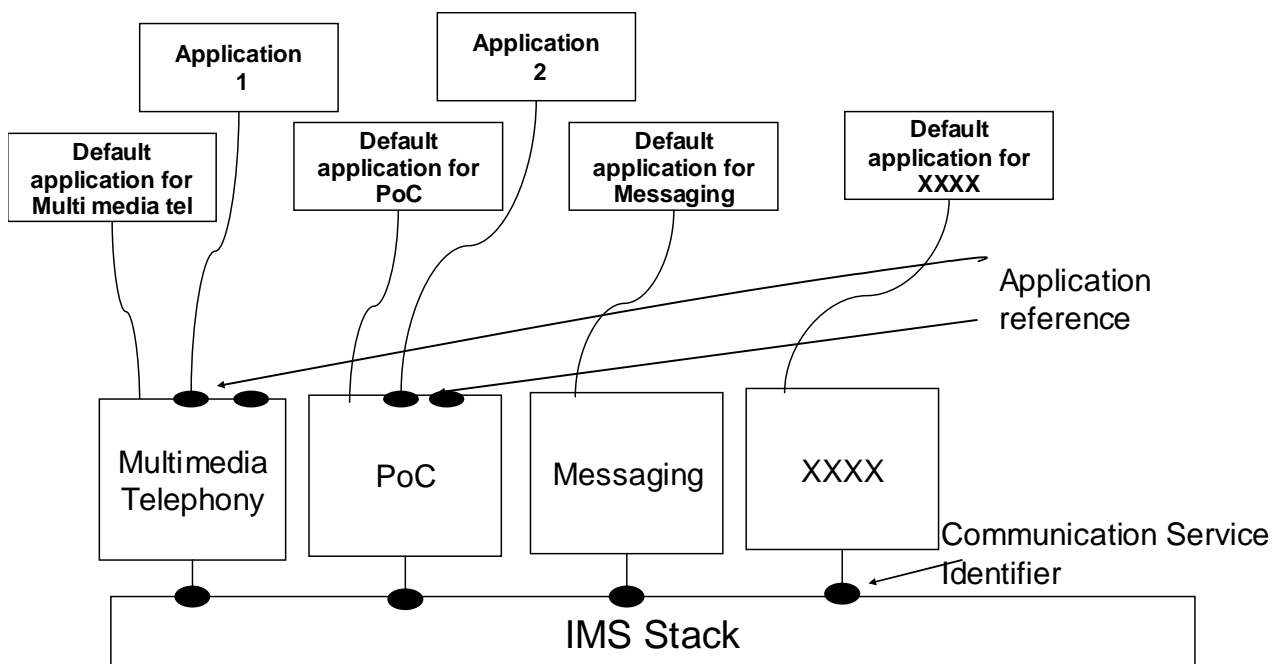 Application
1
Application
2
Default
application for
Multi media tel
Default
application for
PoC
Default
application for
Messaging
Default
application for
XXXX
Application
reference
Multimedia
Telephony
PoC
Messaging
XXXX
Communication Service
Identifier
IMS Stack